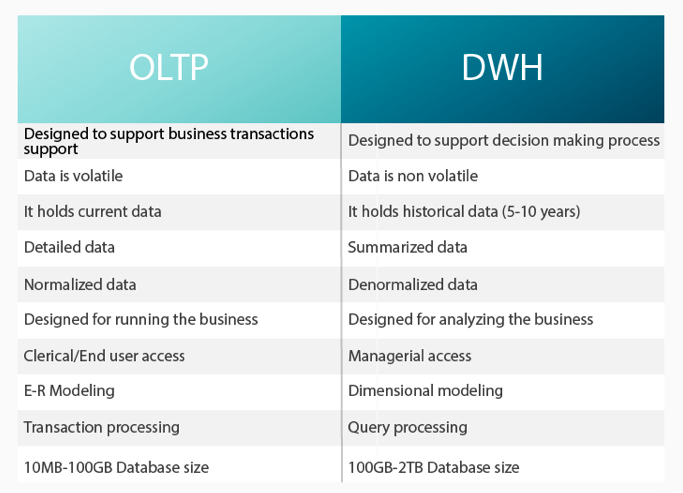 OLTP DWH
Designed to support business transactions
support
Designed to support decision making process
Data is volatile
Data is non volatile
It holds current data
It holds historical data (5-10 years)
Detailed data
Summarized data
Normalized data
Denormalized data
Designed for running the business
Designed for analyzing the business
Clerical/End user access
Managerial access
E-R Modeling
Dimensional modeling
Transaction processing
Query processing
10MB-100GB Database size
100GB-2TB Database size